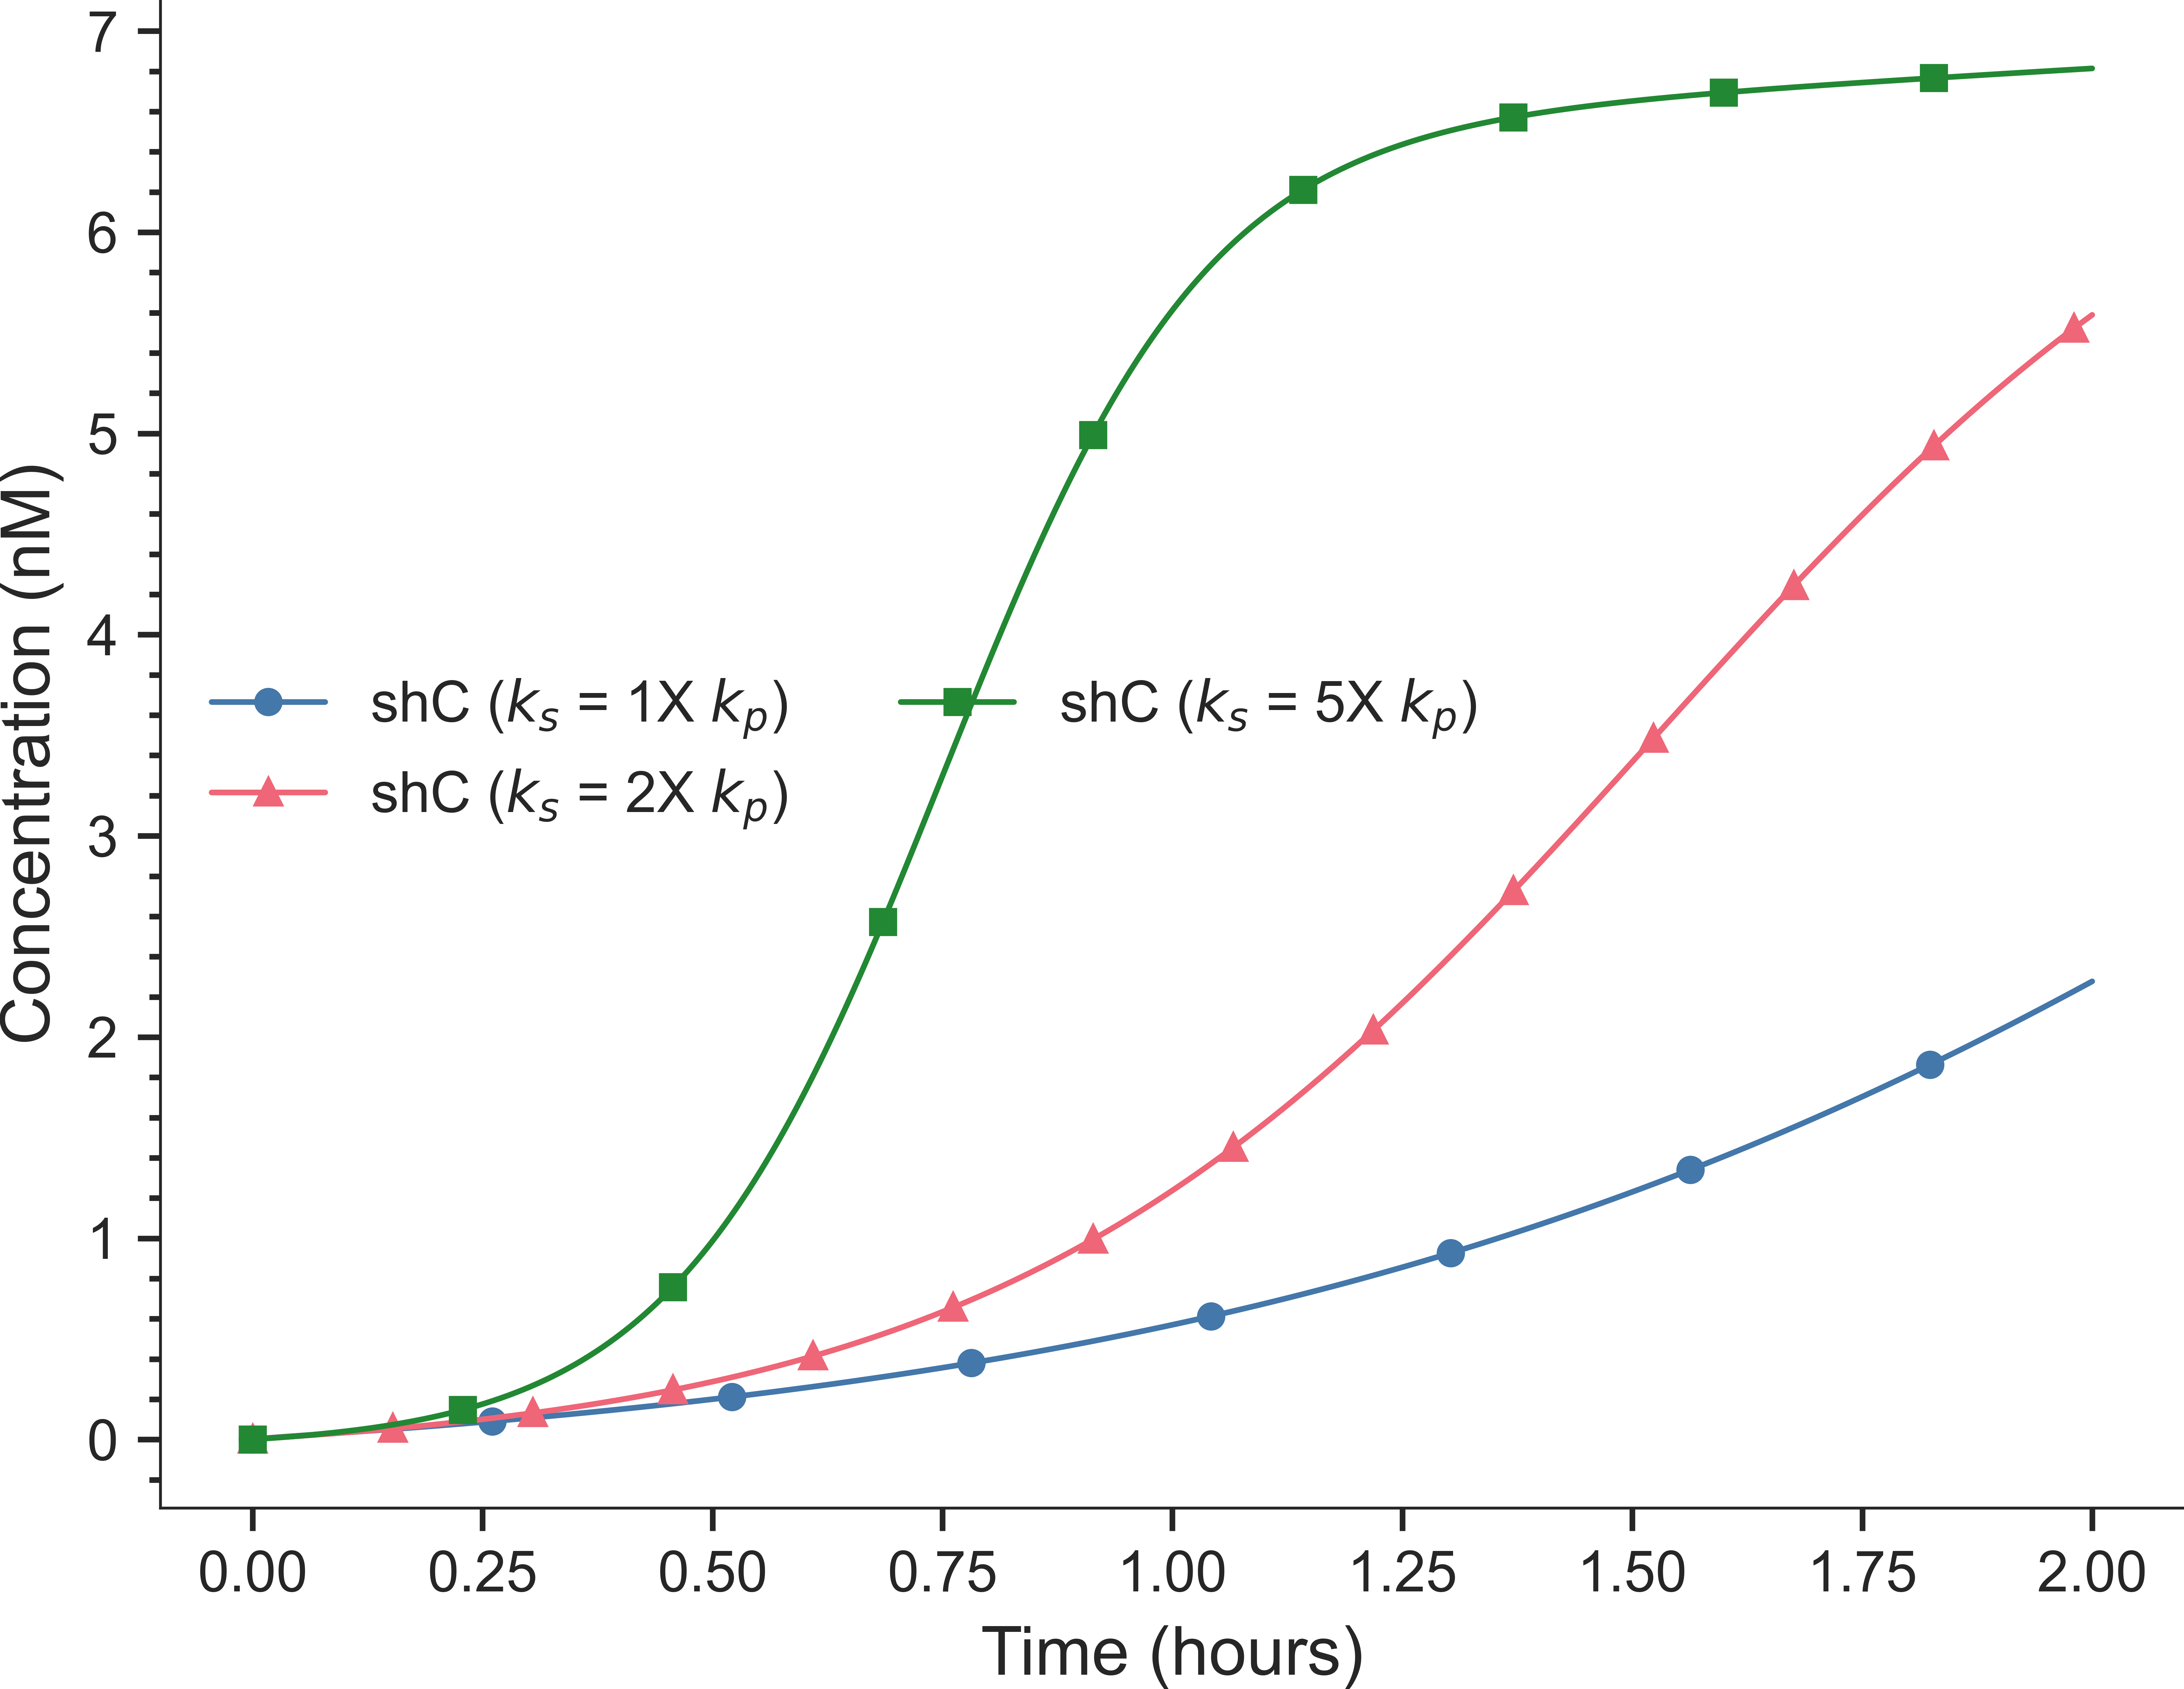 Concentration (nM)
7
6
5
4
3
2
1
0
shC (kₛ = 1X kₚ)
shC (kₛ = 2X kₚ)
shC (kₛ = 5X kₚ)
0.00 0.25 0.50 0.75 1.00 1.25 1.50 1.75 2.00
Time (hours)